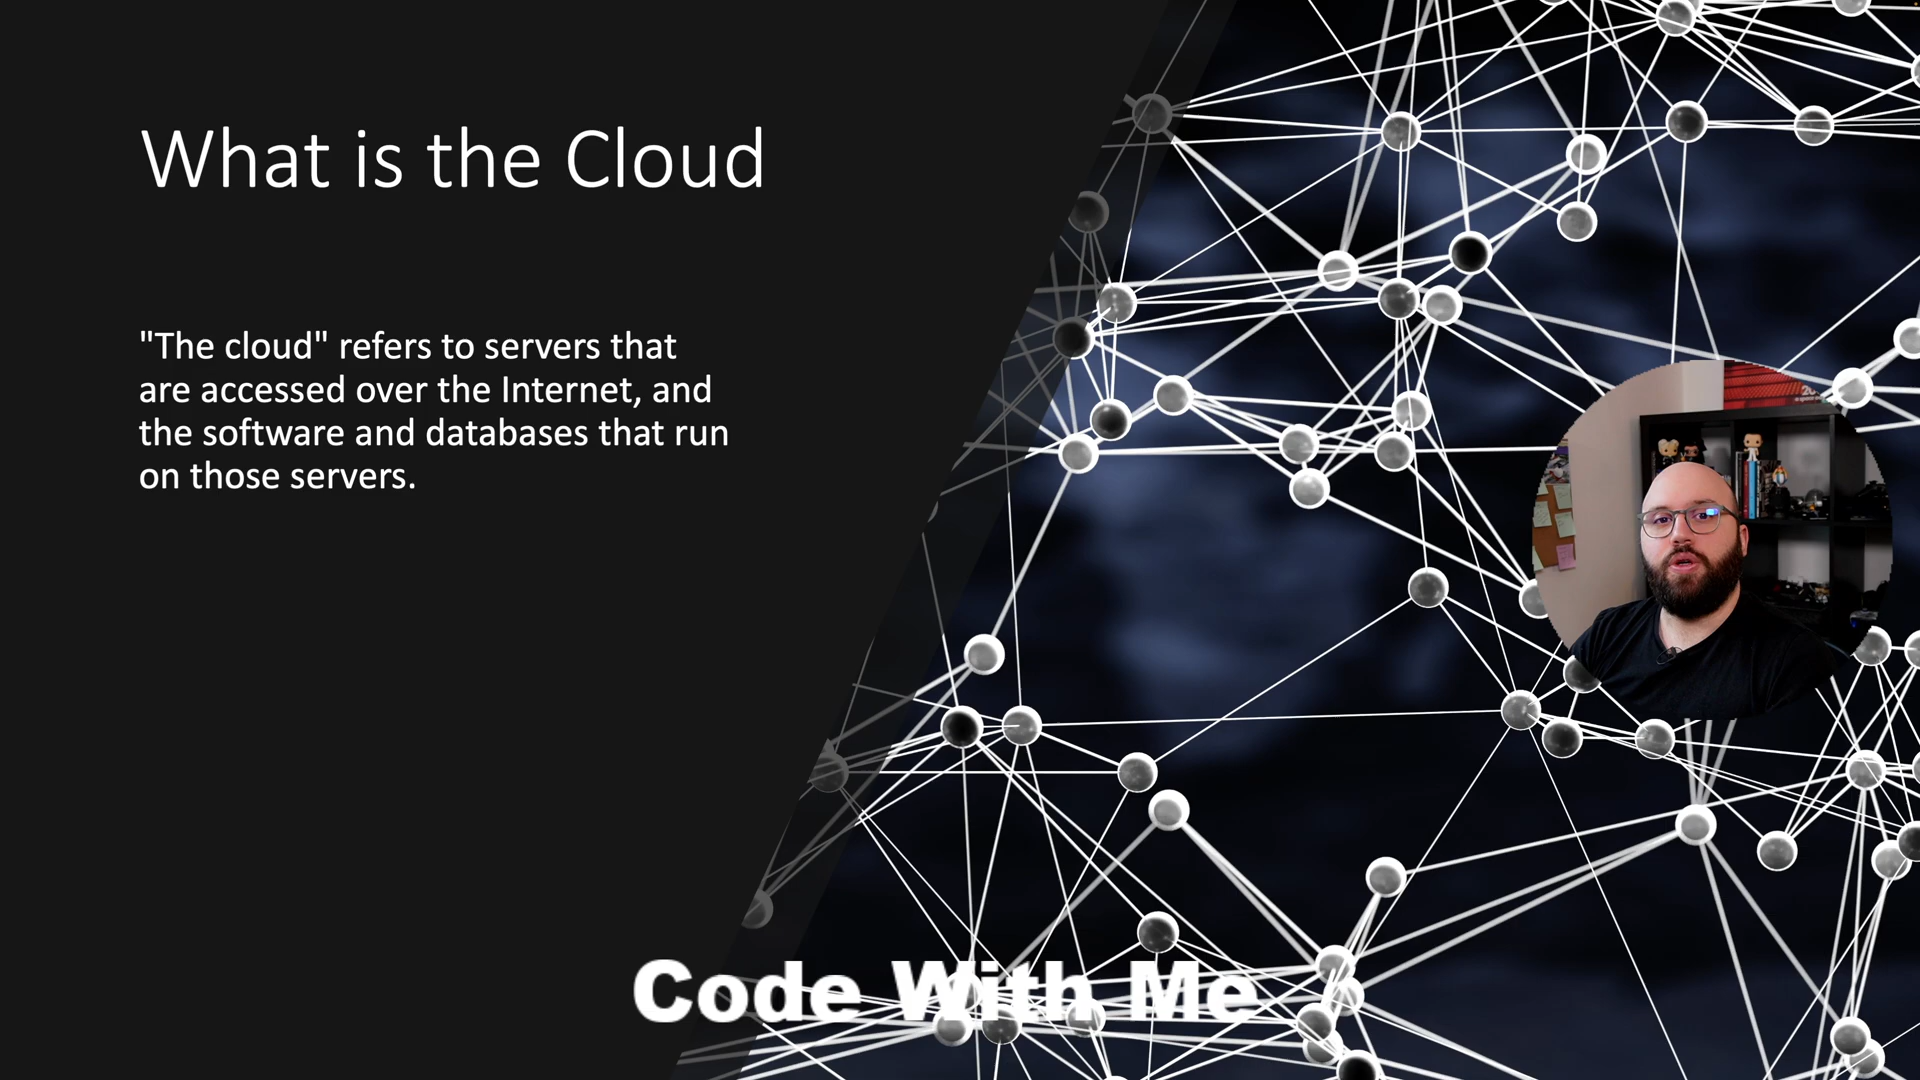 What is the Cloud
"The cloud" refers to servers that
are accessed over the Internet, and
the software and databases that run
on those servers.
Code With Me